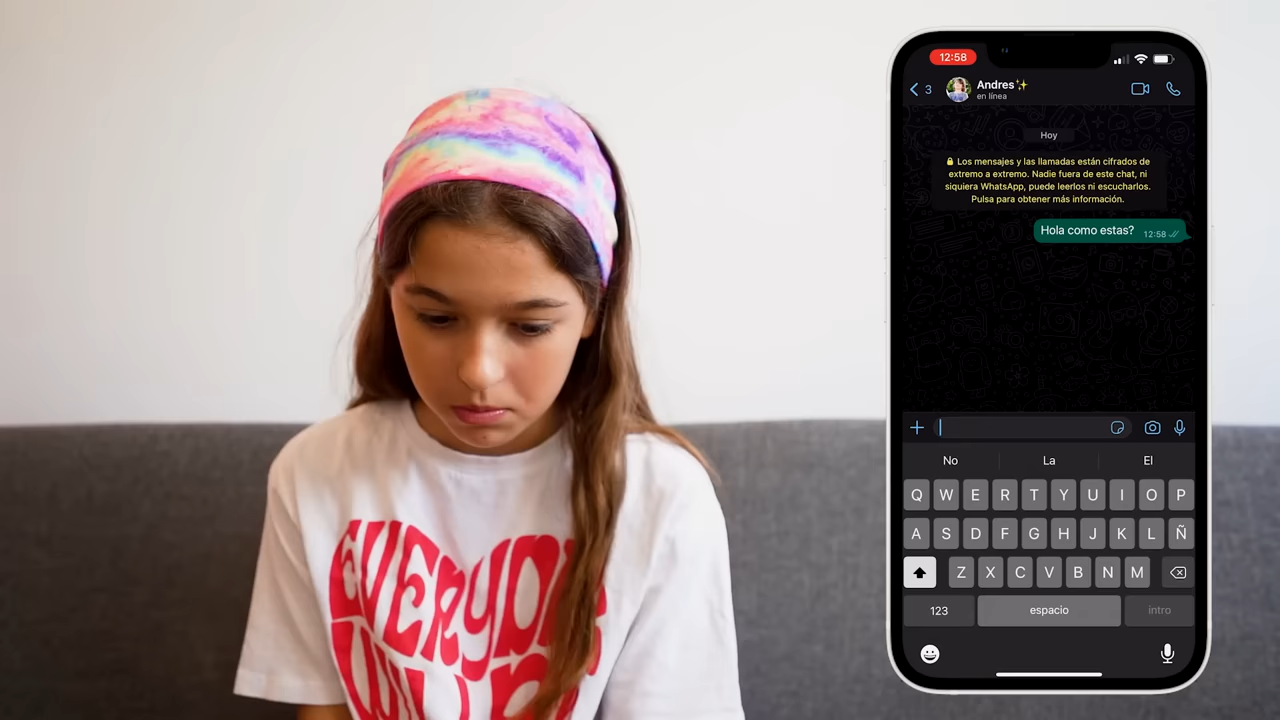 12:58
3
Andres✨
en línea
Hoy
Los mensajes y las llamadas están cifrados de
extremo a extremo. Nadie fuera de este chat, ni
siquiera WhatsApp, puede leerlos ni escucharlos.
Pulsa para obtener más información.
Hola como estas? 12:58
No La El
Q W E R T Y U I O P
A S D F G H J K L Ñ
Z X C V B N M
123 espacio intro